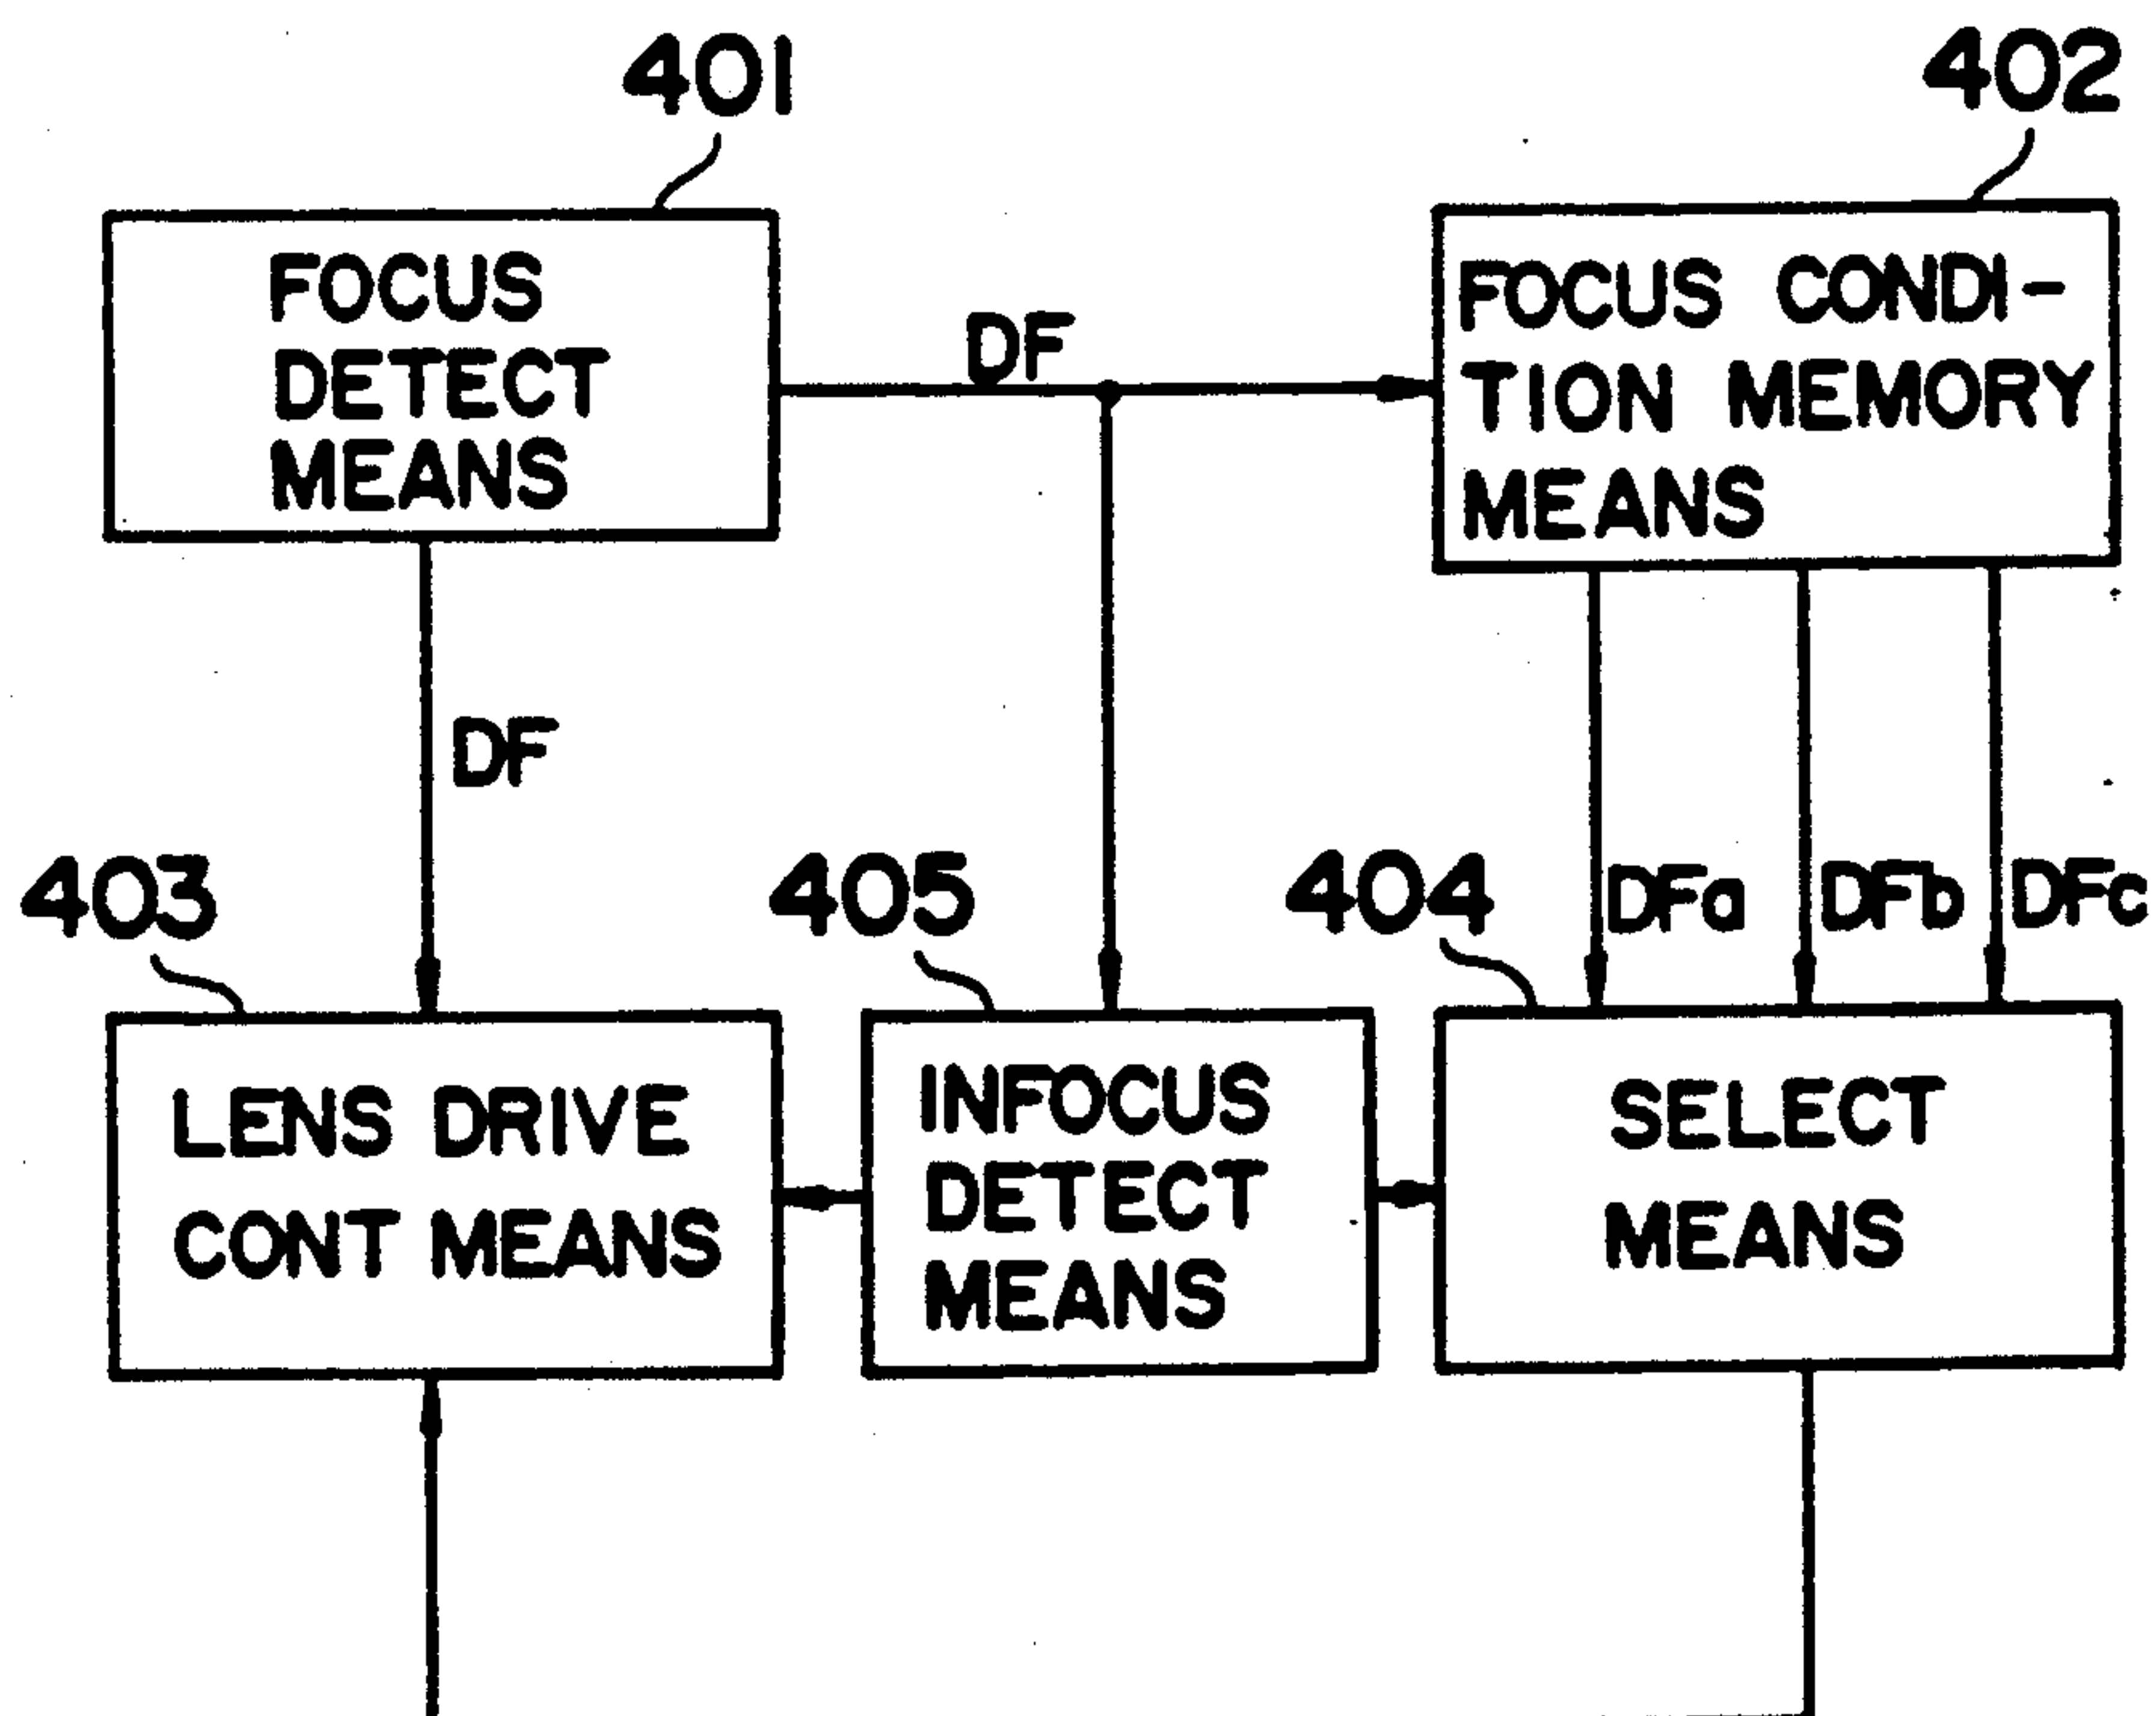 401
402
FOCUS
DETECT
MEANS
DF
FOCUS CONDI-
TION MEMORY
MEANS
DF
403
405
404
DFa
DFb
DFc
LENS DRIVE
CONT MEANS
INFOCUS
DETECT
MEANS
SELECT
MEANS